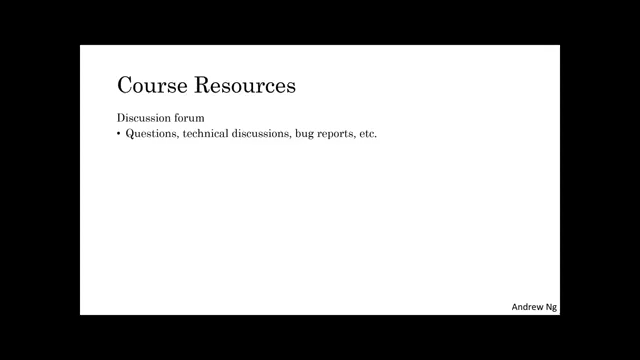 Course Resources
Discussion forum
• Questions, technical discussions, bug reports, etc.
Andrew Ng